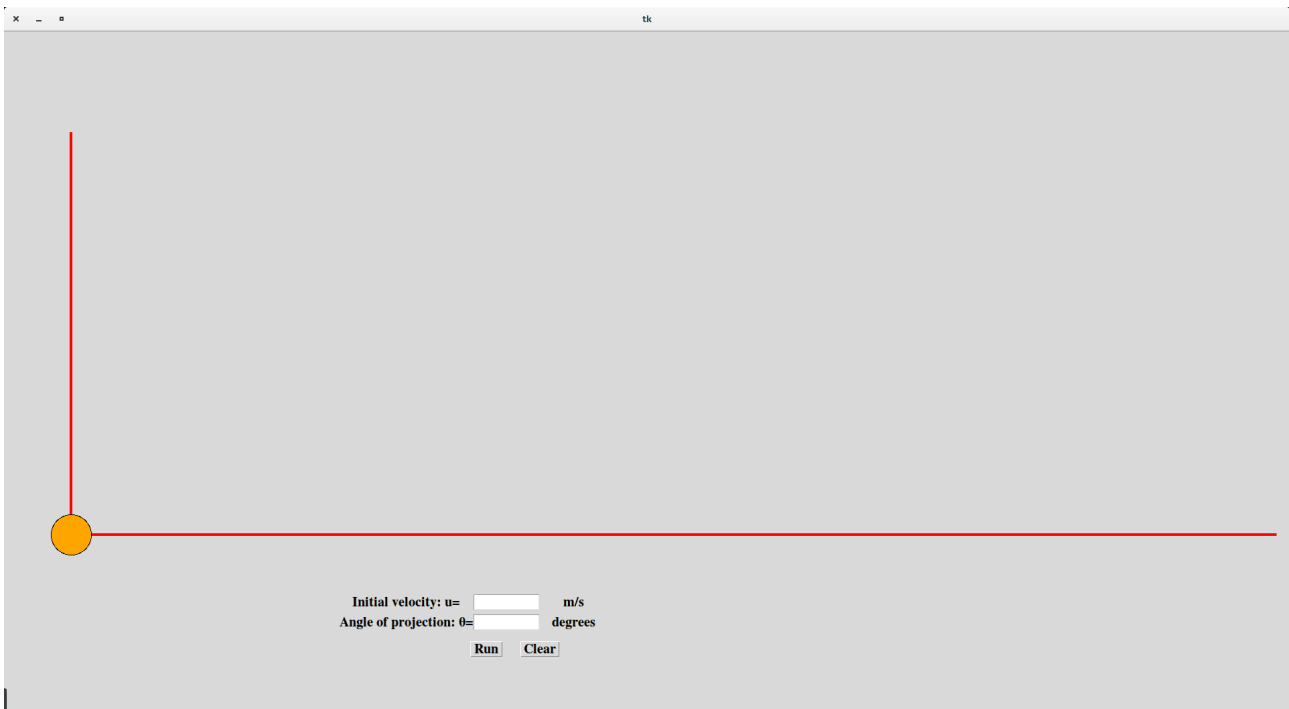 tk
Initial velocity: u= m/s
Angle of projection: θ= degrees
Run Clear